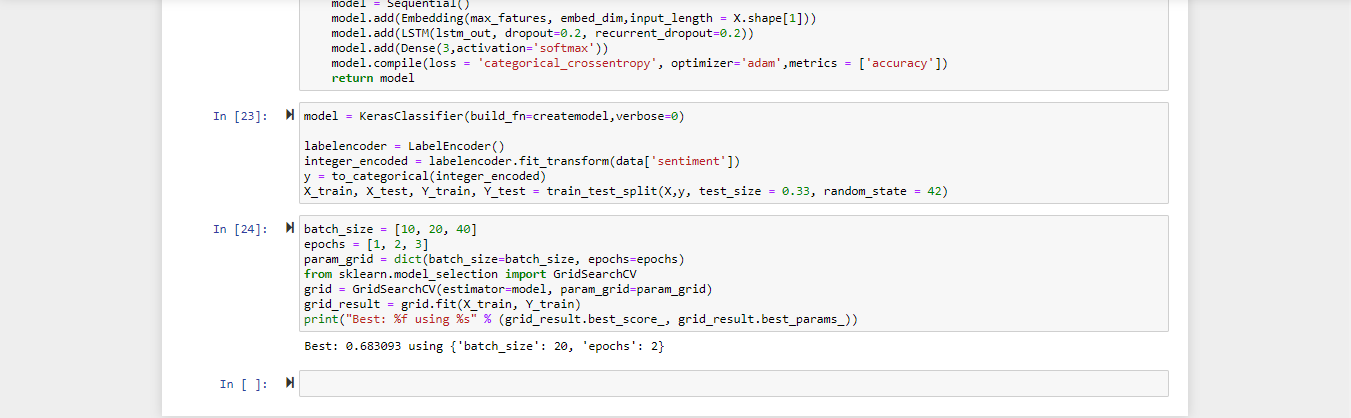 model = Sequential()
model.add(Embedding(max_fatures, embed_dim,input_length = X.shape[1]))
model.add(LSTM(lstm_out, dropout=0.2, recurrent_dropout=0.2))
model.add(Dense(3,activation='softmax'))
model.compile(loss = 'categorical_crossentropy', optimizer='adam',metrics = ['accuracy'])
return model
In [23]: model = KerasClassifier(build_fn=createmodel,verbose=0)
labelencoder = LabelEncoder()
integer_encoded = labelencoder.fit_transform(data['sentiment'])
y = to_categorical(integer_encoded)
X_train, X_test, Y_train, Y_test = train_test_split(X,y, test_size = 0.33, random_state = 42)
In [24]: batch_size = [10, 20, 40]
epochs = [1, 2, 3]
param_grid = dict(batch_size=batch_size, epochs=epochs)
from sklearn.model_selection import GridSearchCV
grid = GridSearchCV(estimator=model, param_grid=param_grid)
grid_result = grid.fit(X_train, Y_train)
print("Best: %f using %s" % (grid_result.best_score_, grid_result.best_params_))
Best: 0.683093 using {'batch_size': 20, 'epochs': 2}
In [ ]: